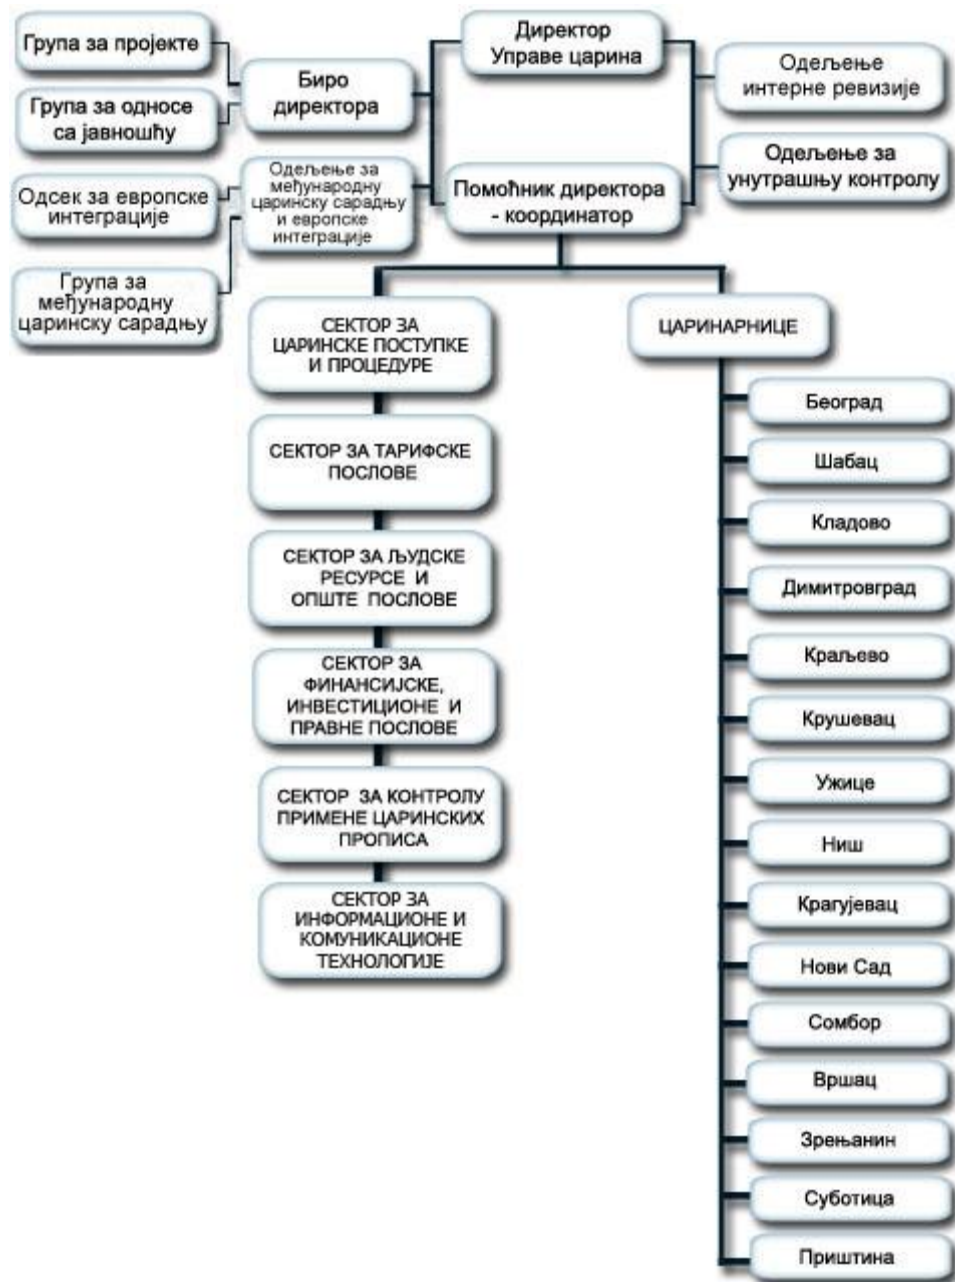 Група за пројекте
Група за односе
са јавношћу
Одсек за европске
интеграције
Група за
међународну
царинску сарадњу
Биро
директора
Одељење за
међународну
царинску сарадњу
и европске
интеграције
Директор
Управе царина
Помоћник директора
- координатор
Одељење
интерне ревизије
Одељење за
унутрашњу контролу
СЕКТОР ЗА
ЦАРИНСКЕ ПОСТУПКЕ
И ПРОЦЕДУРЕ
СЕКТОР ЗА ТАРИФСКЕ
ПОСЛОВЕ
СЕКТОР ЗА ЉУДСКЕ
РЕСУРСЕ И
ОПШТЕ ПОСЛОВЕ
СЕКТОР ЗА
ФИНАНСИЈСКЕ,
ИНВЕСТИЦИОНЕ И
ПРАВНЕ ПОСЛОВЕ
СЕКТОР ЗА КОНТРОЛУ
ПРИМЕНЕ ЦАРИНСКИХ
ПРОПИСА
СЕКТОР ЗА
ИНФОРМАЦИОНЕ И
КОМУНИКАЦИОНЕ
ТЕХНОЛОГИЈЕ
ЦАРИНАРНИЦЕ
Београд
Шабац
Кладово
Димитровград
Краљево
Крушевац
Ужице
Ниш
Крагујевац
Нови Сад
Сомбор
Вршац
Зрењанин
Суботица
Приштина